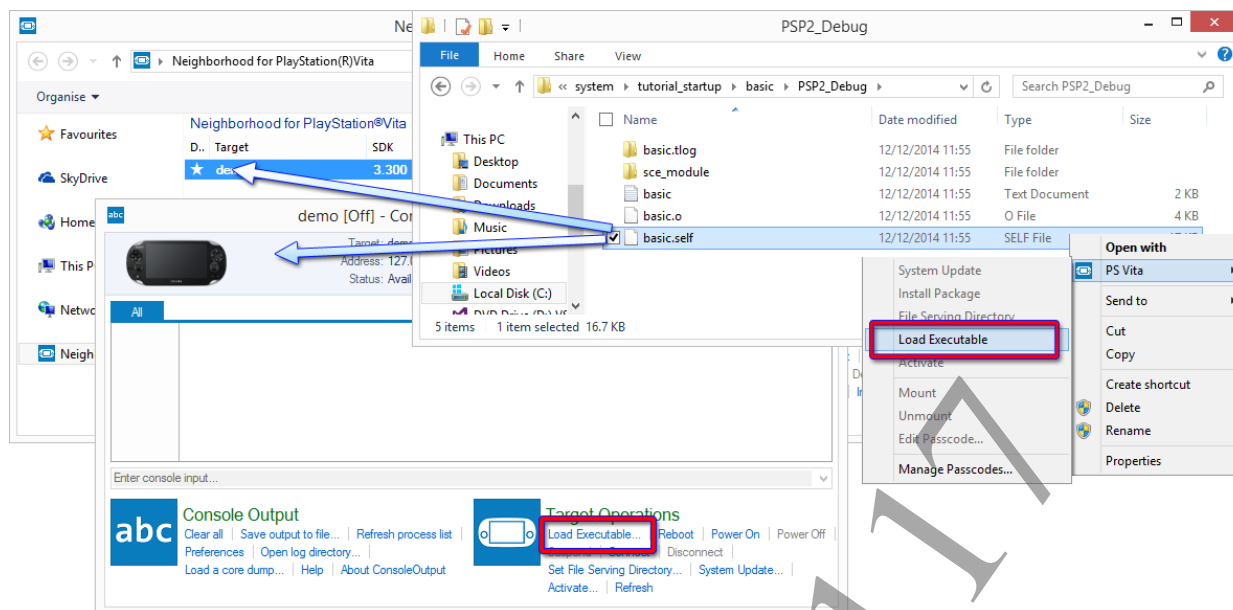 Ne
Neighborhood for PlayStation(R)Vita
Organise
Favourites
SkyDrive
Home
This P
Netwo
Neigh
Neighborhood for PlayStation®Vita
D.. Target SDK
3.300
PSP2_Debug
File Home Share View
« system tutorial_startup basic PSP2_Debug
Search PSP2_Debug
This PC
Desktop
Documents
Downloads
Music
Pictures
Videos
Local Disk (C:)
Name Date modified Type Size
basic.tlog 12/12/2014 11:55 File folder
sce_module 12/12/2014 11:55 File folder
basic 12/12/2014 11:55 Text Document 2 KB
basic.o 12/12/2014 11:55 O File 4 KB
basic.self 12/12/2014 11:55 SELF File
5 items 1 item selected 16.7 KB
System Update
Install Package
File Serving Directory
Load Executable
Activate
Mount
Unmount
Edit Passcode...
Manage Passcodes...
Open with
PS Vita
Send to
Cut
Copy
Create shortcut
Delete
Rename
Properties
abc
demo [Off] - Con
Target: demo
Address: 127.0
Status: Avail
All
Enter console input...
abc
Console Output
Clear all Save output to file... Refresh process list
Preferences Open log directory...
Load a core dump... Help About ConsoleOutput
Target Operations
Load Executable... Reboot Power On Power Off
Suspend Connect Disconnect
Set File Serving Directory... System Update...
Activate... Refresh